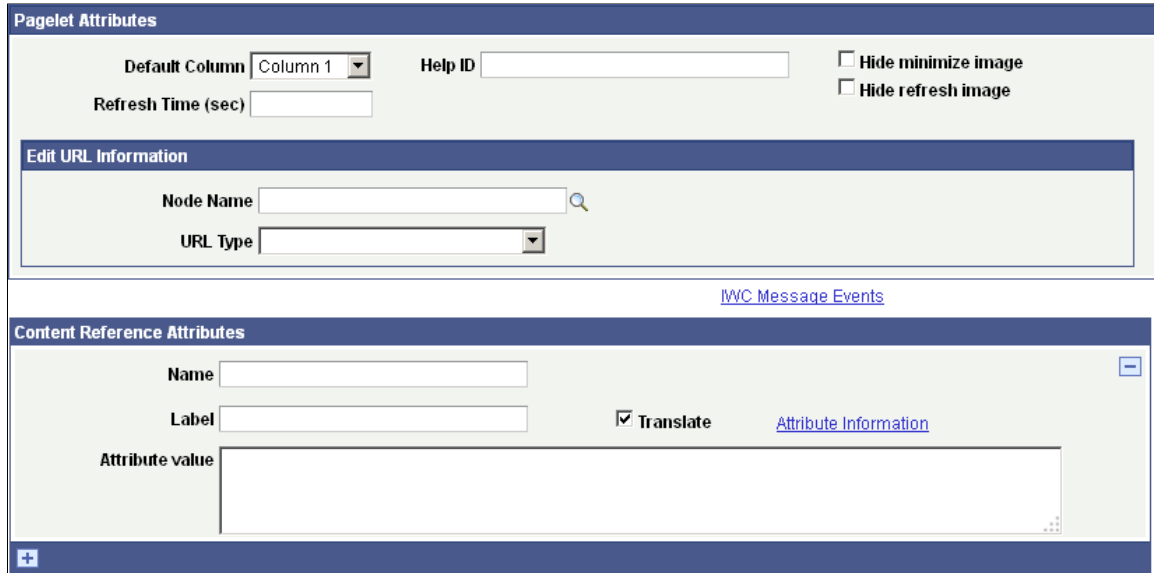 Pagelet Attributes
Default Column Column 1 Help ID Hide minimize image
Refresh Time (sec) Hide refresh image
Edit URL Information
Node Name
URL Type
IWC Message Events
Content Reference Attributes
Name
Label Translate Attribute Information
Attribute value